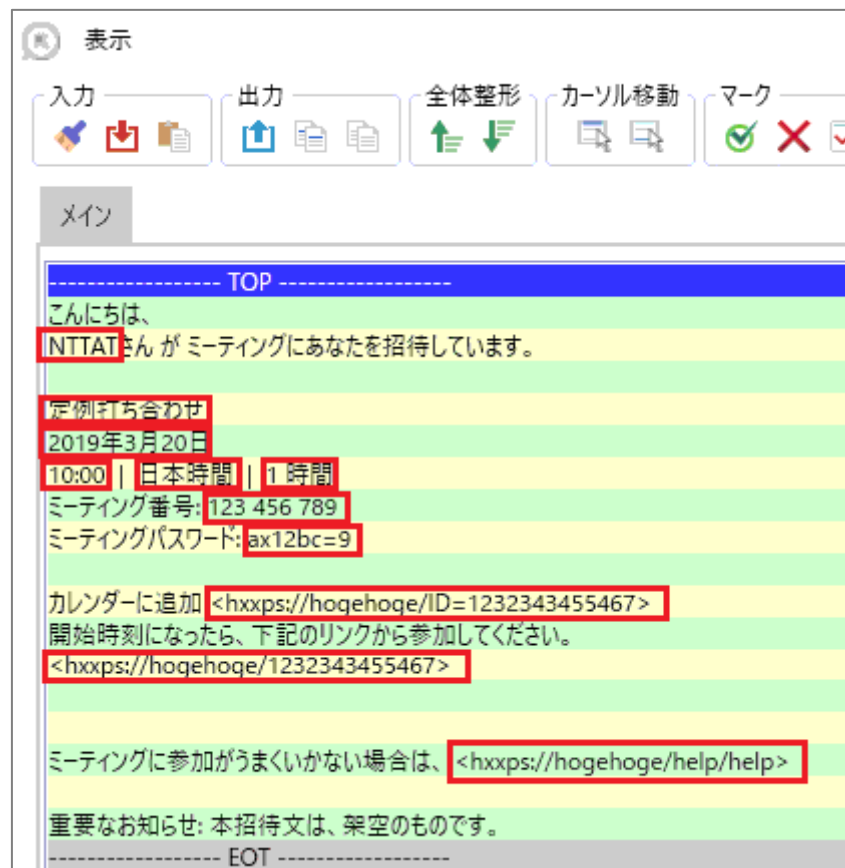 表示
入力 出力 全体整形 カーソル移動 マーク
メイン
------------------ TOP ------------------
こんにちは、
NTTATさん が ミーティングにあなたを招待しています。
定例打ち合わせ
2019年3月20日
10:00 | 日本時間 | 1 時間
ミーティング番号: 123 456 789
ミーティングパスワード: ax12bc=9
カレンダーに追加 <hxxps://hogehoge/ID=1232343455467>
開始時刻になったら、下記のリンクから参加してください。
<hxxps://hogehoge/1232343455467>
ミーティングに参加がうまくいかない場合は、 <hxxps://hogehoge/help/help>
重要なお知らせ: 本招待文は、架空のものです。
------------------ EOT ------------------